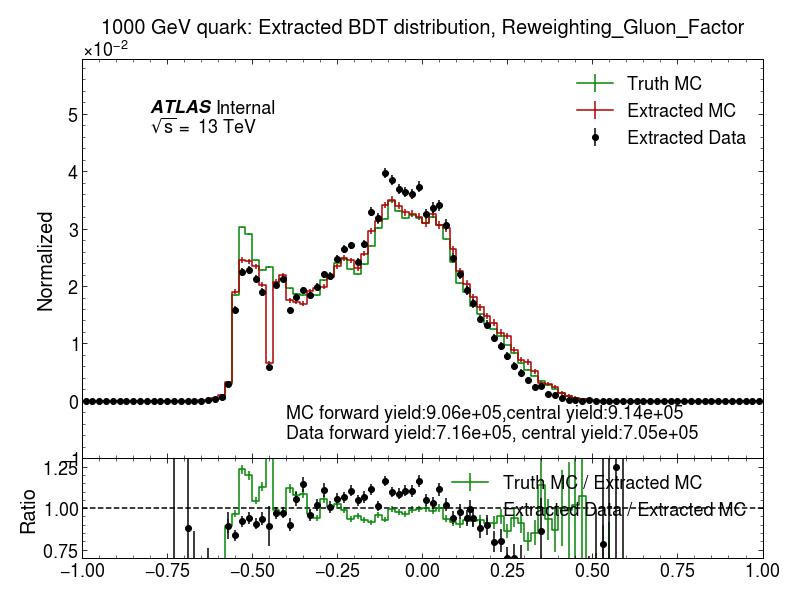 1000 GeV quark: Extracted BDT distribution, Reweighting_Gluon_Factor
×10⁻²
ATLAS Internal
√s = 13 TeV
Truth MC
Extracted MC
Extracted Data
Normalized
5
4
3
2
1
0
MC forward yield:9.06e+05,central yield:9.14e+05
Data forward yield:7.16e+05, central yield:7.05e+05
1
Ratio
1.25
1.00
0.75
Truth MC / Extracted MC
Extracted Data / Extracted MC
−1.00 −0.75 −0.50 −0.25 0.00 0.25 0.50 0.75 1.00